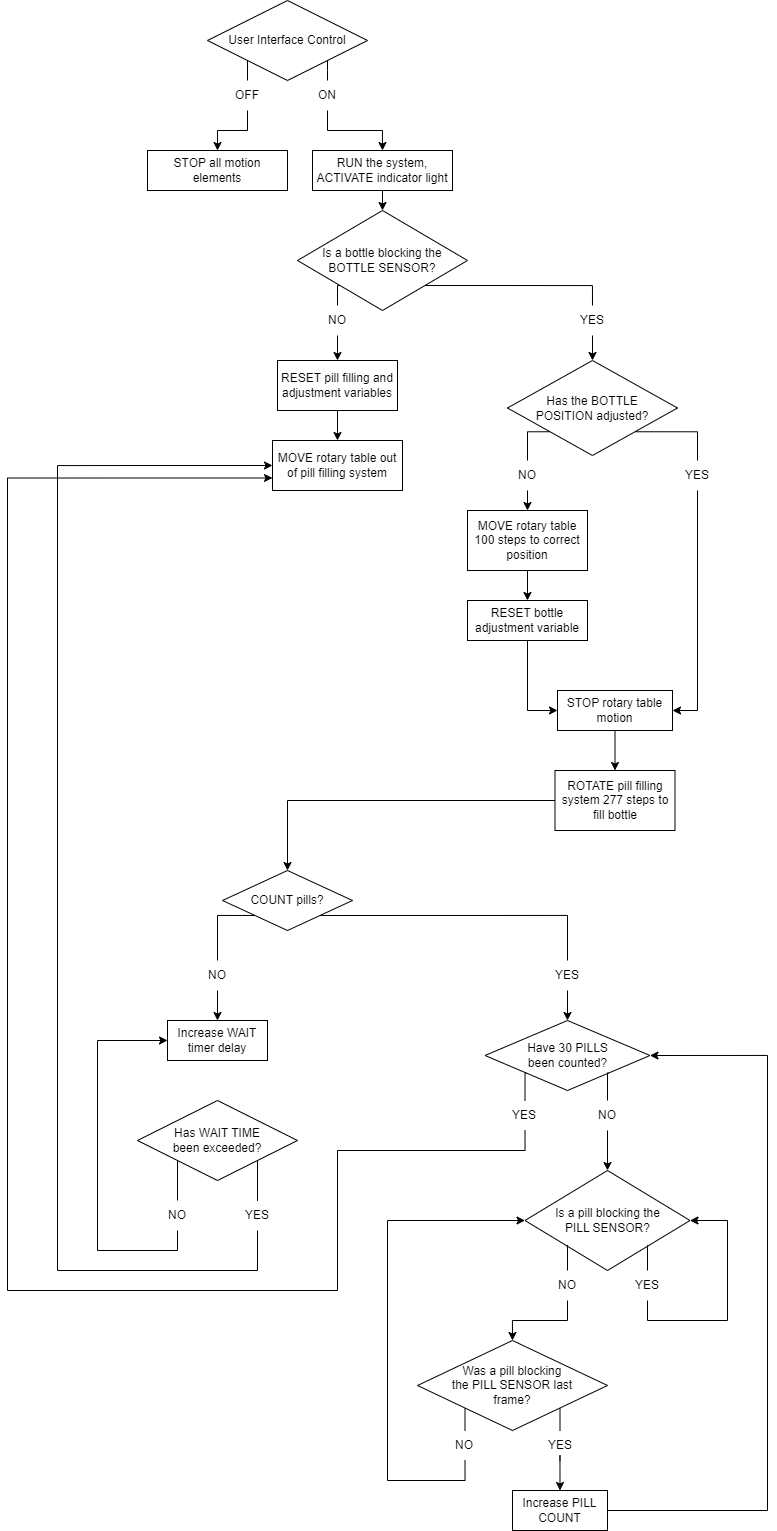 User Interface Control
OFF
ON
STOP all motion
elements
RUN the system,
ACTIVATE indicator light
Is a bottle blocking the
BOTTLE SENSOR?
NO
YES
RESET pill filling and
adjustment variables
Has the BOTTLE
POSITION adjusted?
MOVE rotary table out
of pill filling system
NO
YES
MOVE rotary table
100 steps to correct
position
RESET bottle
adjustment variable
STOP rotary table
motion
ROTATE pill filling
system 277 steps to
fill bottle
COUNT pills?
NO
YES
Increase WAIT
timer delay
Have 30 PILLS
been counted?
YES
NO
Has WAIT TIME
been exceeded?
NO
YES
Is a pill blocking the
PILL SENSOR?
NO
YES
Was a pill blocking
the PILL SENSOR last
frame?
NO
YES
Increase PILL
COUNT